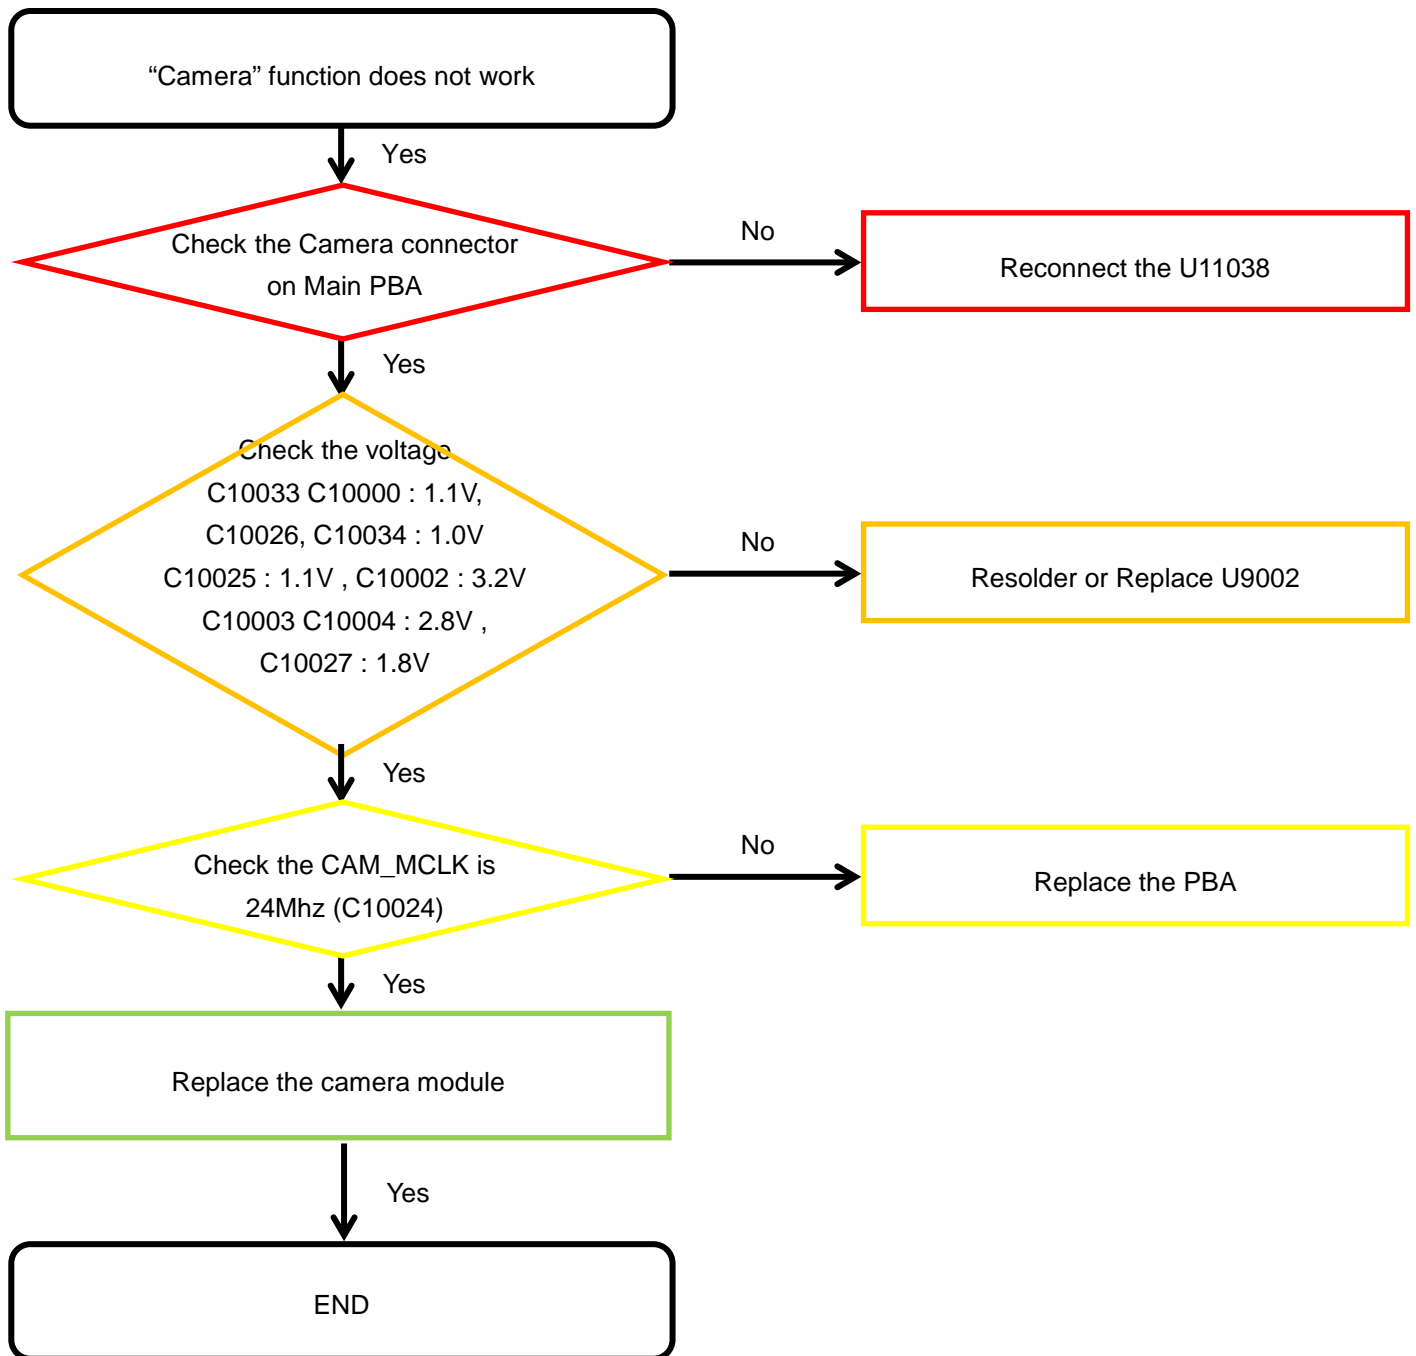 “Camera” function does not work
Yes
Check the Camera connector
on Main PBA
No
Reconnect the U11038
Yes
Check the voltage
C10033 C10000 : 1.1V,
C10026, C10034 : 1.0V
C10025 : 1.1V , C10002 : 3.2V
C10003 C10004 : 2.8V ,
C10027 : 1.8V
No
Resolder or Replace U9002
Yes
Check the CAM_MCLK is
24Mhz (C10024)
No
Replace the PBA
Yes
Replace the camera module
Yes
END